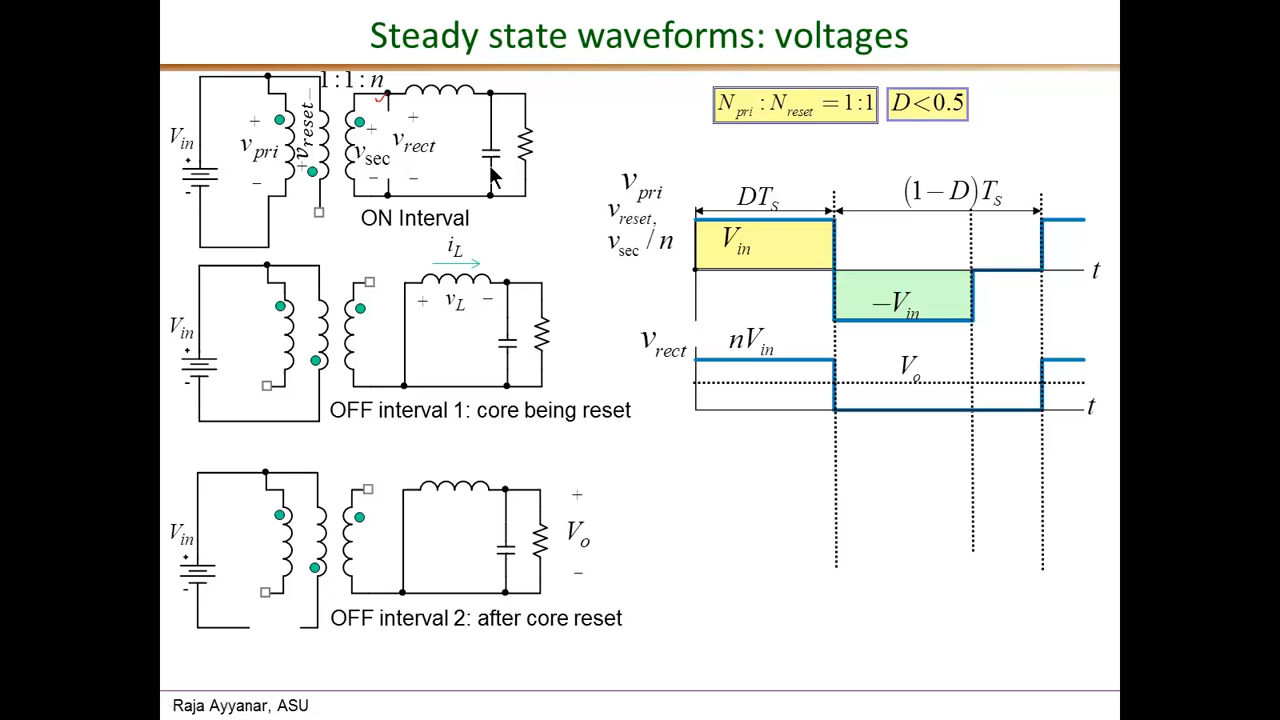 Steady state waveforms: voltages
1 : 1 : n
N_pri : N_reset = 1:1
D < 0.5
V_in
+ v_pri −
+ v_reset −
+ v_sec −
+ v_rect −
ON Interval
V_in
i_L
+ v_L −
OFF interval 1: core being reset
V_in
+ V_o −
OFF interval 2: after core reset
v_pri
v_reset,
v_sec / n
DT_S
(1−D)T_S
V_in
−V_in
t
v_rect
nV_in
V_o
t
Raja Ayyanar, ASU